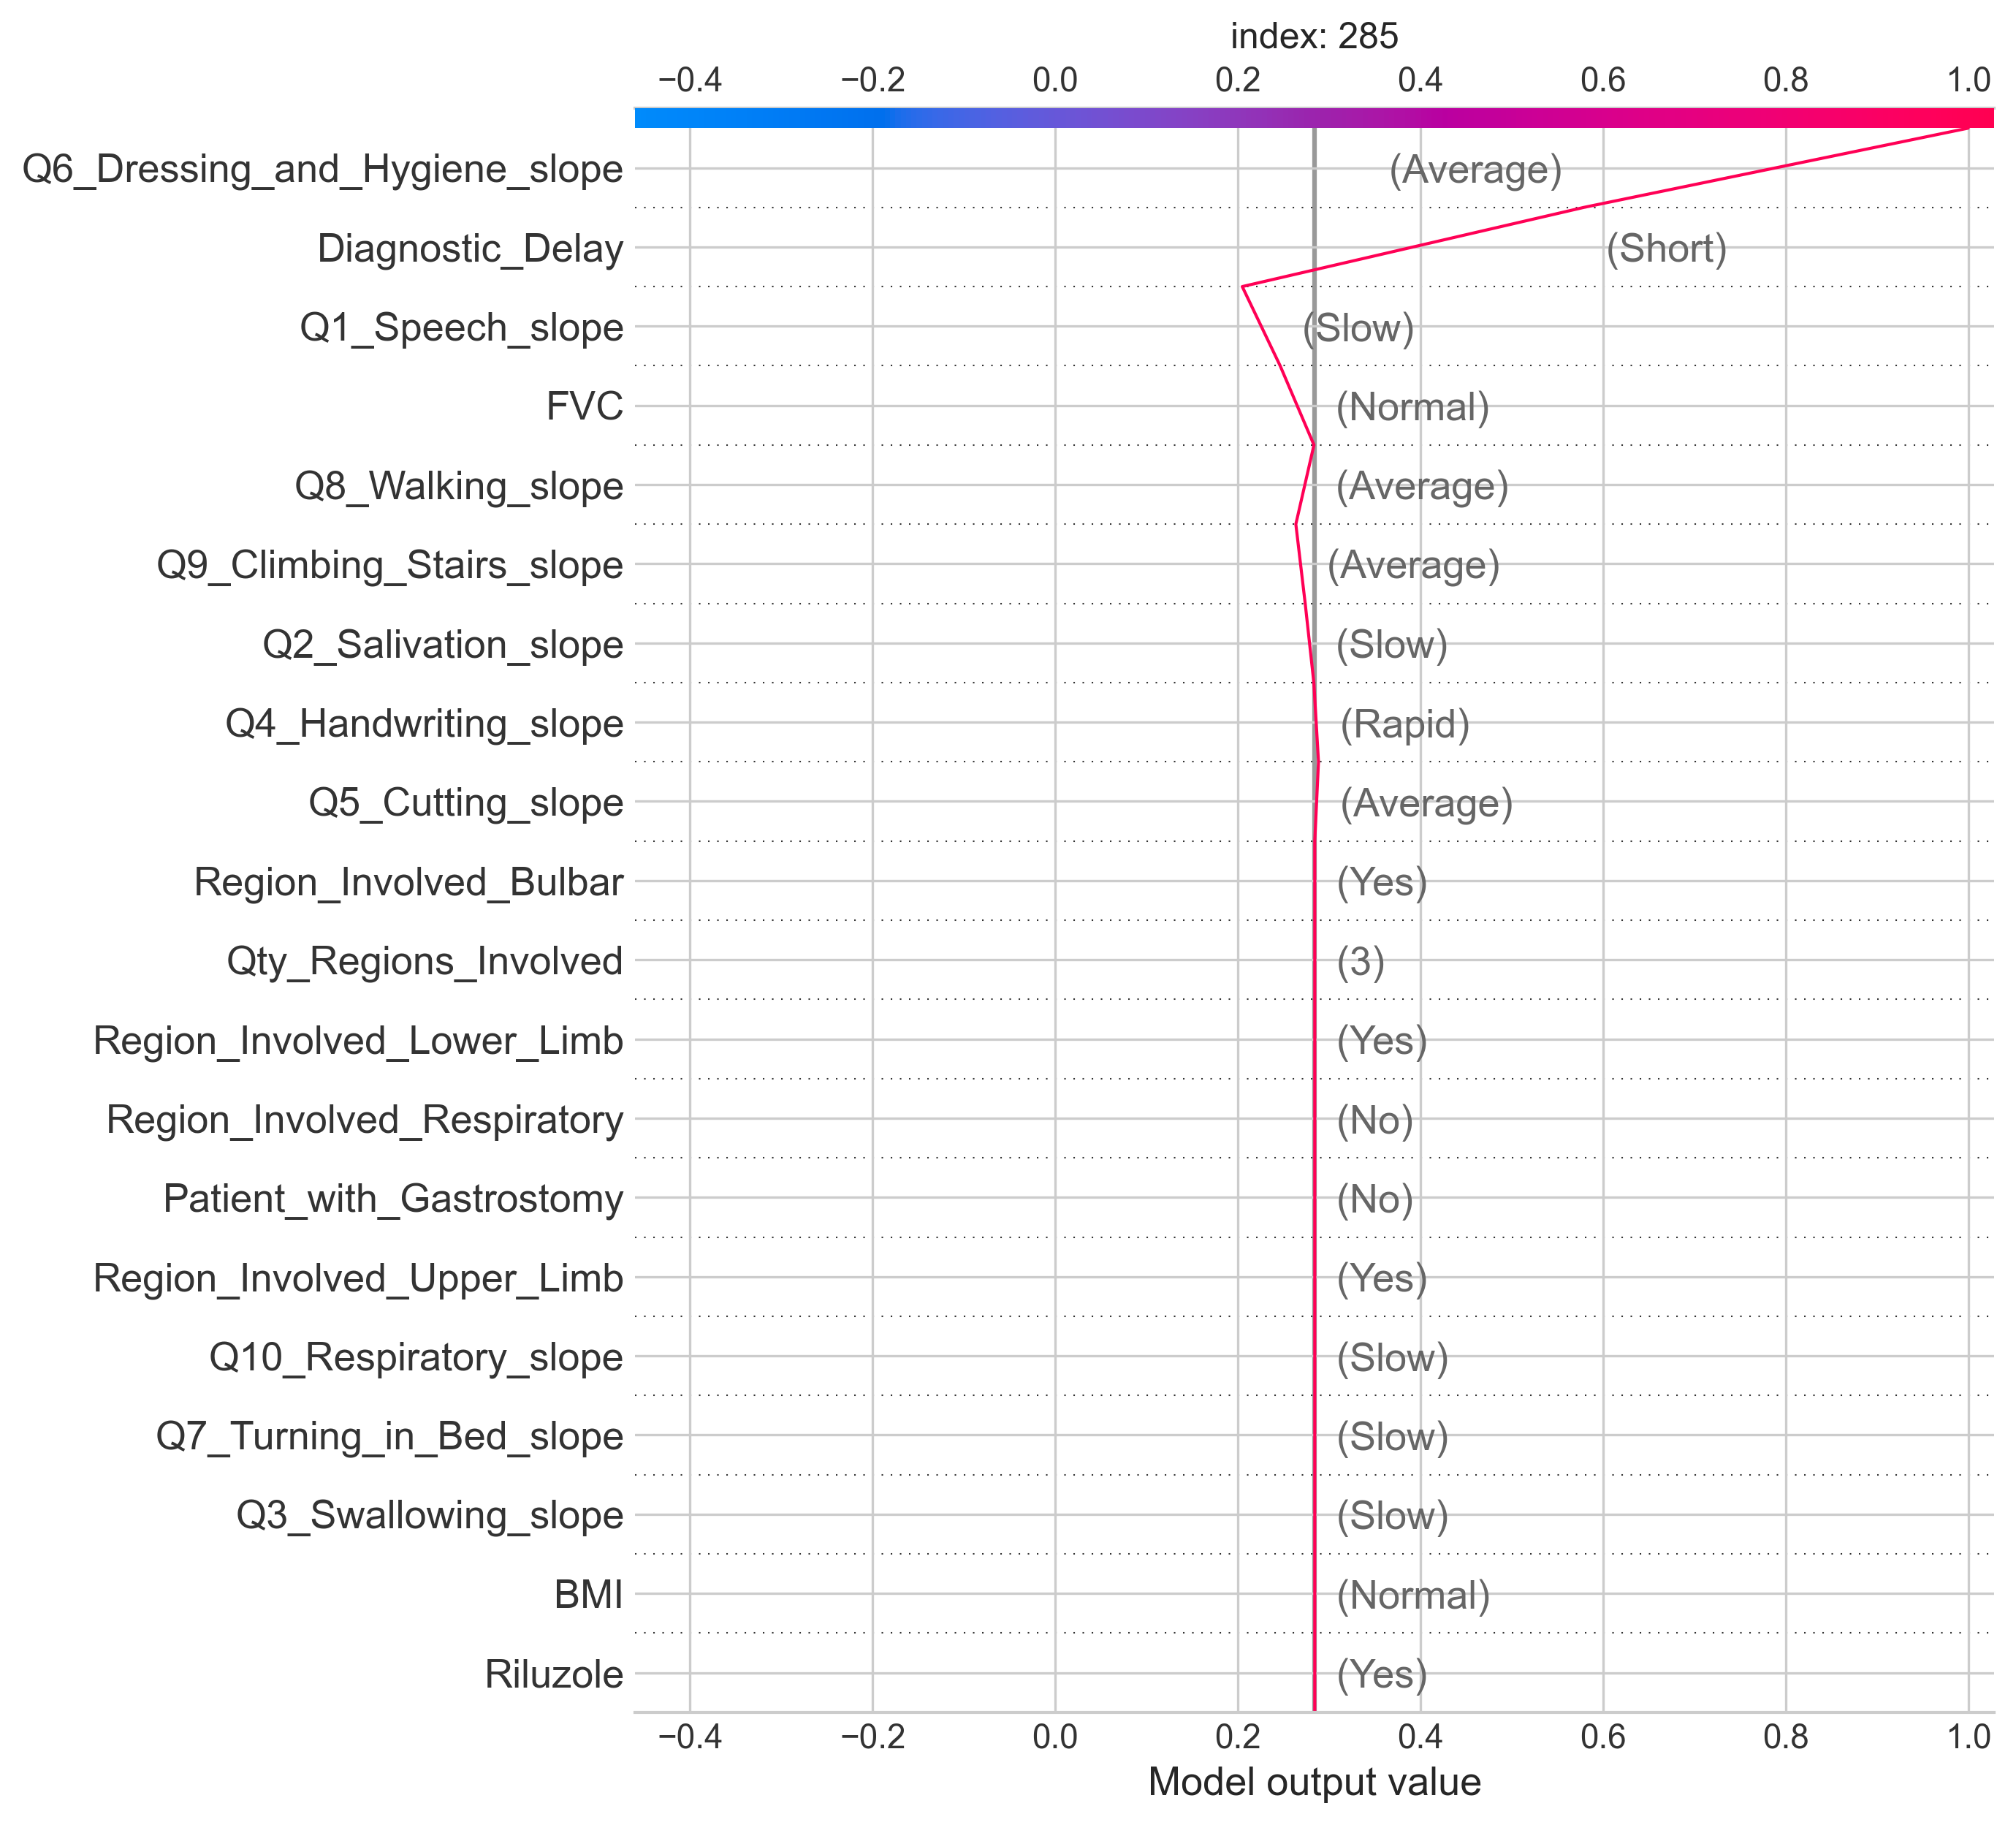 index: 285
−0.4 −0.2 0.0 0.2 0.4 0.6 0.8 1.0
Q6_Dressing_and_Hygiene_slope (Average)
Diagnostic_Delay (Short)
Q1_Speech_slope (Slow)
FVC (Normal)
Q8_Walking_slope (Average)
Q9_Climbing_Stairs_slope (Average)
Q2_Salivation_slope (Slow)
Q4_Handwriting_slope (Rapid)
Q5_Cutting_slope (Average)
Region_Involved_Bulbar (Yes)
Qty_Regions_Involved (3)
Region_Involved_Lower_Limb (Yes)
Region_Involved_Respiratory (No)
Patient_with_Gastrostomy (No)
Region_Involved_Upper_Limb (Yes)
Q10_Respiratory_slope (Slow)
Q7_Turning_in_Bed_slope (Slow)
Q3_Swallowing_slope (Slow)
BMI (Normal)
Riluzole (Yes)
−0.4 −0.2 0.0 0.2 0.4 0.6 0.8 1.0
Model output value